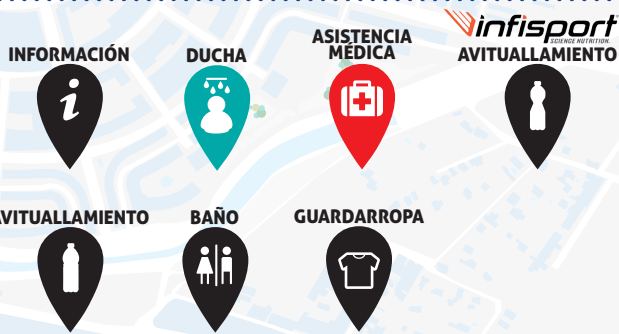 infisport
SCIENCE NUTRITION
INFORMACIÓN
DUCHA
ASISTENCIA
MÉDICA
AVITUALLAMIENTO
i
AVITUALLAMIENTO
BAÑO
GUARDARROPA